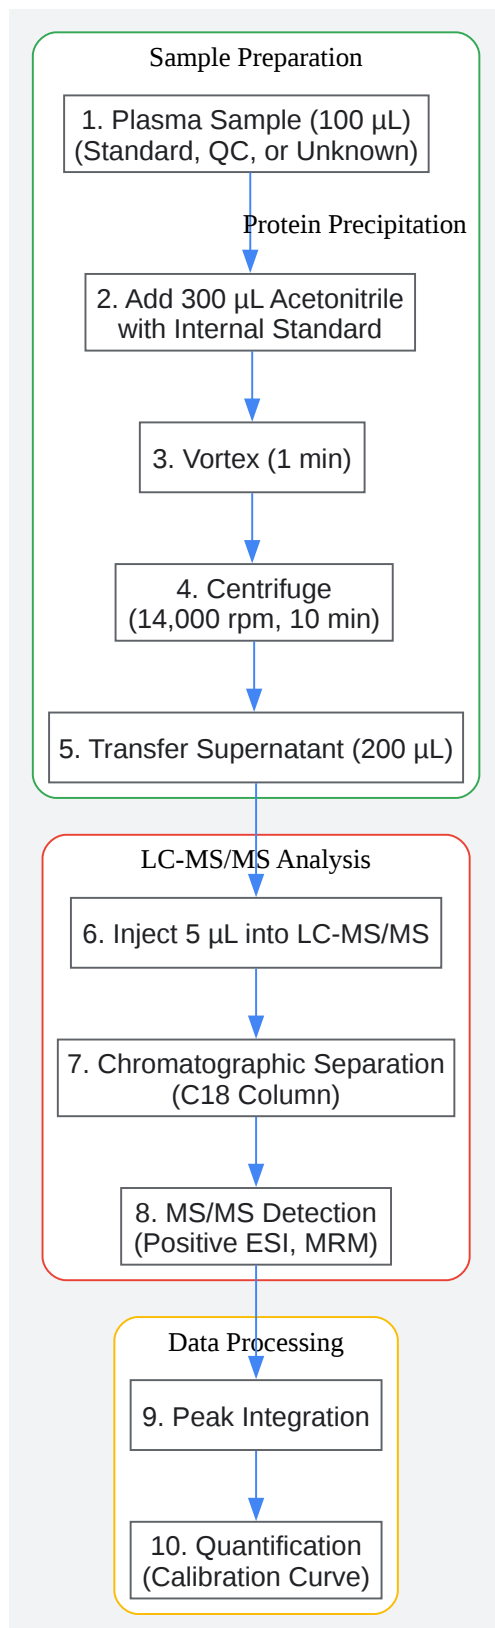 Sample Preparation
1. Plasma Sample (100 µL)
(Standard, QC, or Unknown)
Protein Precipitation
2. Add 300 µL Acetonitrile
with Internal Standard
3. Vortex (1 min)
4. Centrifuge
(14,000 rpm, 10 min)
5. Transfer Supernatant (200 µL)
LC-MS/MS Analysis
6. Inject 5 µL into LC-MS/MS
7. Chromatographic Separation
(C18 Column)
8. MS/MS Detection
(Positive ESI, MRM)
Data Processing
9. Peak Integration
10. Quantification
(Calibration Curve)